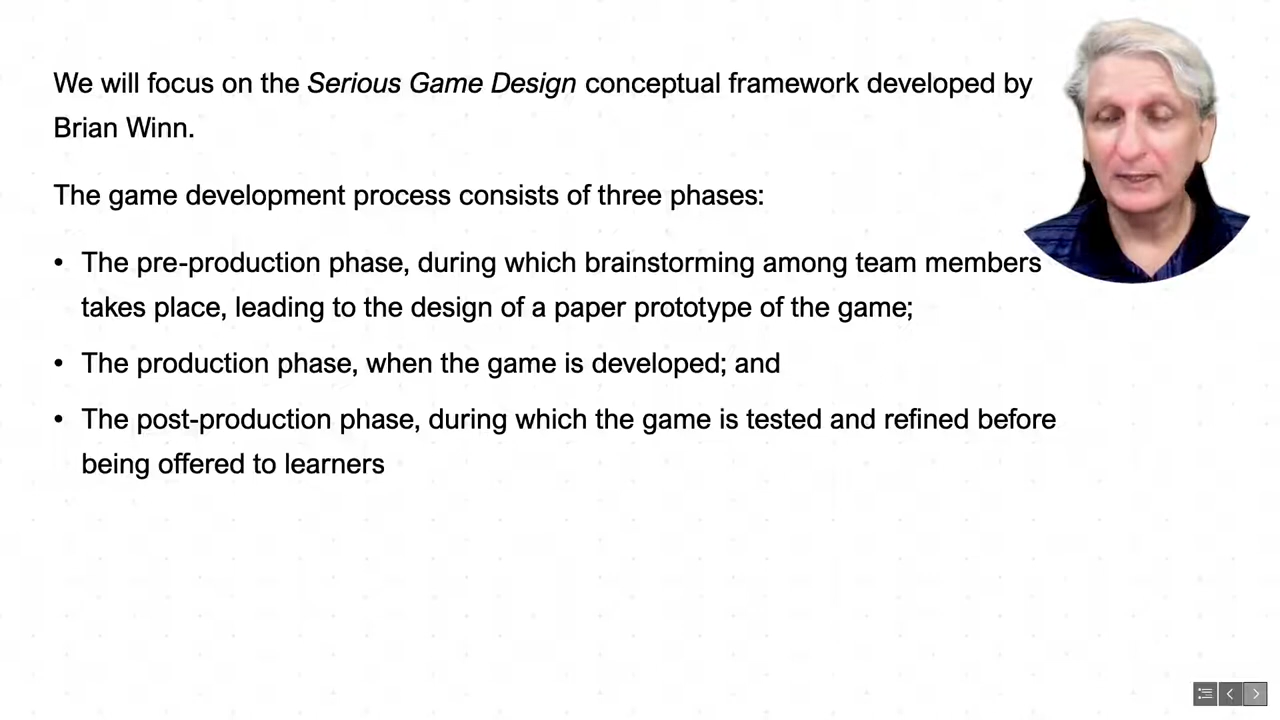 We will focus on the Serious Game Design conceptual framework developed by
Brian Winn.
The game development process consists of three phases:
• The pre-production phase, during which brainstorming among team members
takes place, leading to the design of a paper prototype of the game;
• The production phase, when the game is developed; and
• The post-production phase, during which the game is tested and refined before
being offered to learners